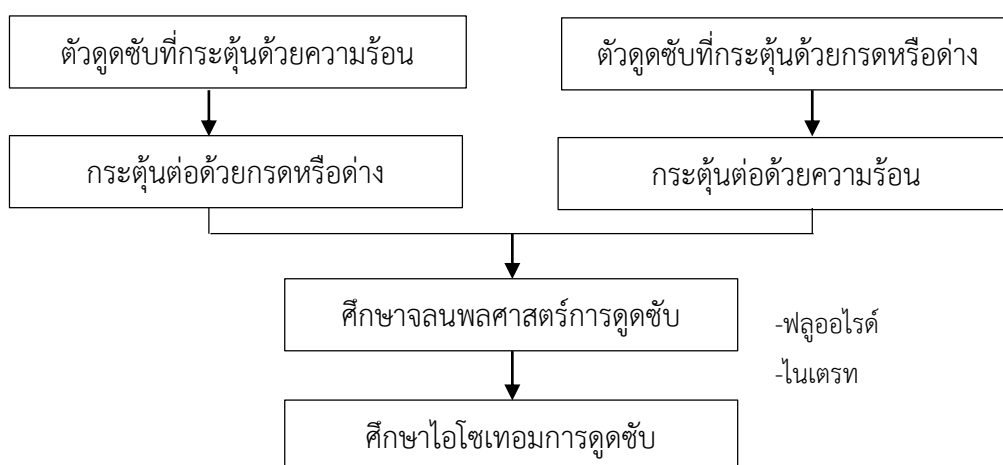 ตัวดูดซับที่กระตุ้นด้วยความร้อน
ตัวดูดซับที่กระตุ้นด้วยกรดหรือด่าง
กระตุ้นต่อด้วยกรดหรือด่าง
กระตุ้นต่อด้วยความร้อน
ศึกษาจลนพลศาสตร์การดูดซับ
-ฟลูออไรด์
-ไนเตรท
ศึกษาไอโซเทอมการดูดซับ